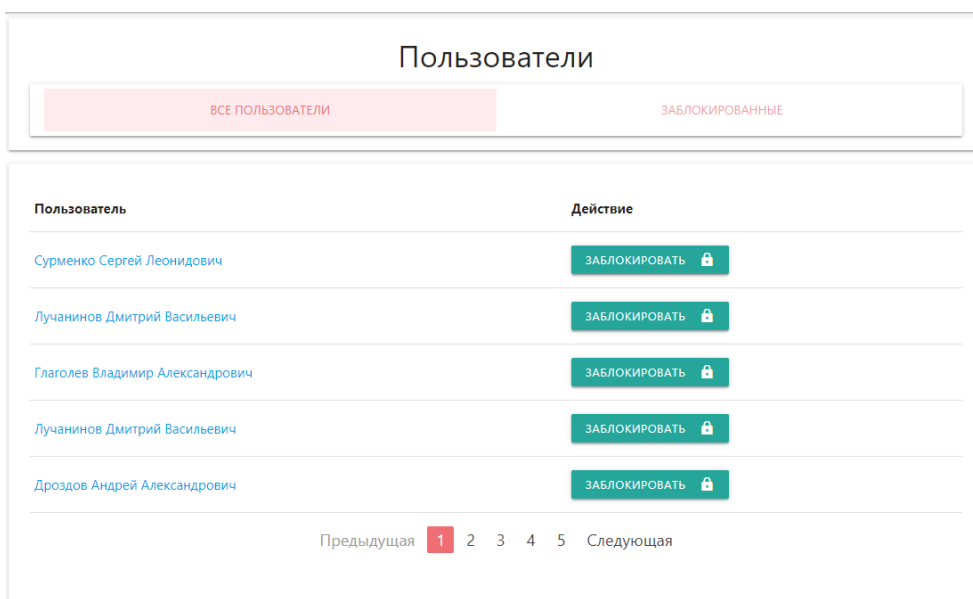 Пользователи
ВСЕ ПОЛЬЗОВАТЕЛИ ЗАБЛОКИРОВАННЫЕ
Пользователь Действие
Сурменко Сергей Леонидович ЗАБЛОКИРОВАТЬ
Лучанинов Дмитрий Васильевич ЗАБЛОКИРОВАТЬ
Глаголев Владимир Александрович ЗАБЛОКИРОВАТЬ
Лучанинов Дмитрий Васильевич ЗАБЛОКИРОВАТЬ
Дроздов Андрей Александрович ЗАБЛОКИРОВАТЬ
Предыдущая 1 2 3 4 5 Следующая